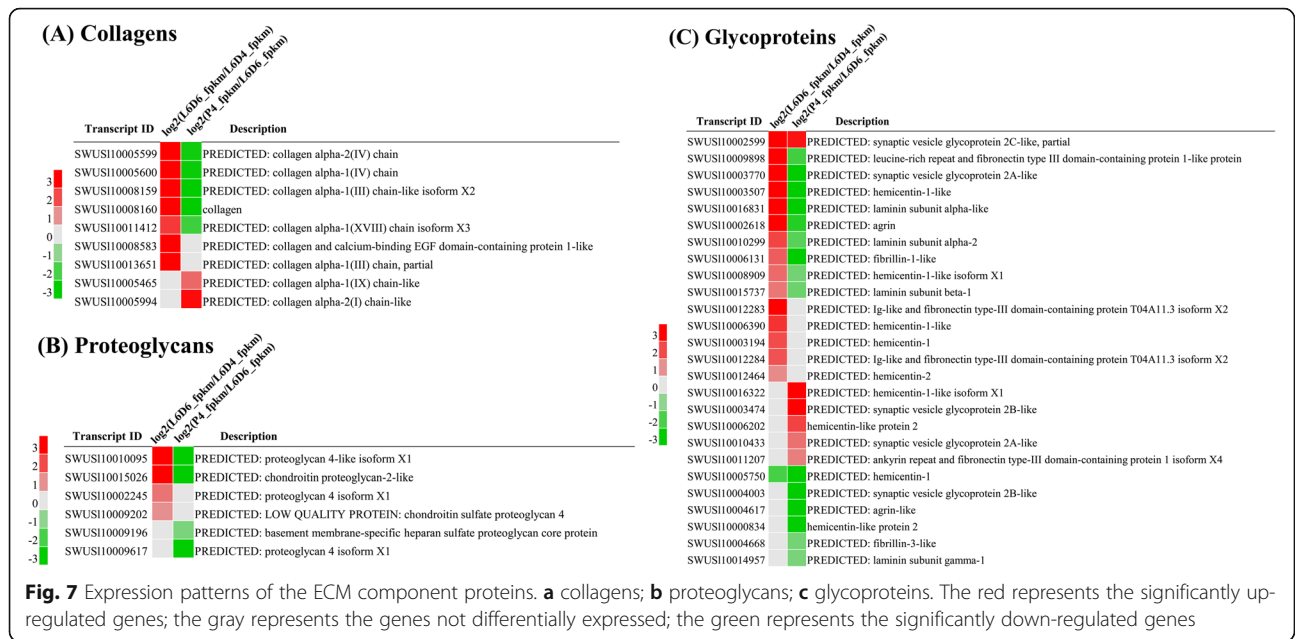 (A) Collagens
log2(L6D6_fpkm/L6D4_fpkm)
log2(P4_fpkm/L6D6_fpkm)
Transcript ID Description
SWUSI10005599 PREDICTED: collagen alpha-2(IV) chain
SWUSI10005600 PREDICTED: collagen alpha-1(IV) chain
SWUSI10008159 PREDICTED: collagen alpha-1(III) chain-like isoform X2
SWUSI10008160 collagen
SWUSI10011412 PREDICTED: collagen alpha-1(XVIII) chain isoform X3
SWUSI10008583 PREDICTED: collagen and calcium-binding EGF domain-containing protein 1-like
SWUSI10013651 PREDICTED: collagen alpha-1(III) chain, partial
SWUSI10005465 PREDICTED: collagen alpha-1(IX) chain-like
SWUSI10005994 PREDICTED: collagen alpha-2(I) chain-like
3
2
1
0
-1
-2
-3
(B) Proteoglycans
log2(L6D6_fpkm/L6D4_fpkm)
log2(P4_fpkm/L6D6_fpkm)
Transcript ID Description
SWUSI10010095 PREDICTED: proteoglycan 4-like isoform X1
SWUSI10015026 PREDICTED: chondroitin proteoglycan-2-like
SWUSI10002245 PREDICTED: proteoglycan 4 isoform X1
SWUSI10009202 PREDICTED: LOW QUALITY PROTEIN: chondroitin sulfate proteoglycan 4
SWUSI10009196 PREDICTED: basement membrane-specific heparan sulfate proteoglycan core protein
SWUSI10009617 PREDICTED: proteoglycan 4 isoform X1
3
2
1
0
-1
-2
-3
(C) Glycoproteins
log2(L6D6_fpkm/L6D4_fpkm)
log2(P4_fpkm/L6D6_fpkm)
Transcript ID Description
SWUSI10002599 PREDICTED: synaptic vesicle glycoprotein 2C-like, partial
SWUSI10009898 PREDICTED: leucine-rich repeat and fibronectin type III domain-containing protein 1-like protein
SWUSI10003770 PREDICTED: synaptic vesicle glycoprotein 2A-like
SWUSI10003507 PREDICTED: hemicentin-1-like
SWUSI10016831 PREDICTED: laminin subunit alpha-like
SWUSI10002618 PREDICTED: agrin
SWUSI10010299 PREDICTED: laminin subunit alpha-2
SWUSI10006131 PREDICTED: fibrillin-1-like
SWUSI10008909 PREDICTED: hemicentin-1-like isoform X1
SWUSI10015737 PREDICTED: laminin subunit beta-1
SWUSI10012283 PREDICTED: Ig-like and fibronectin type-III domain-containing protein T04A11.3 isoform X2
SWUSI10006390 PREDICTED: hemicentin-1-like
SWUSI10003194 PREDICTED: hemicentin-1
SWUSI10012284 PREDICTED: Ig-like and fibronectin type-III domain-containing protein T04A11.3 isoform X2
SWUSI10012464 PREDICTED: hemicentin-2
SWUSI10016322 PREDICTED: hemicentin-1-like isoform X1
SWUSI10003474 PREDICTED: synaptic vesicle glycoprotein 2B-like
SWUSI10006202 hemicentin-like protein 2
SWUSI10010433 PREDICTED: synaptic vesicle glycoprotein 2A-like
SWUSI10011207 PREDICTED: ankyrin repeat and fibronectin type-III domain-containing protein 1 isoform X4
SWUSI10005750 PREDICTED: hemicentin-1
SWUSI10004003 PREDICTED: synaptic vesicle glycoprotein 2B-like
SWUSI10004617 PREDICTED: agrin-like
SWUSI10000834 hemicentin-like protein 2
SWUSI10004668 PREDICTED: fibrillin-3-like
SWUSI10014957 PREDICTED: laminin subunit gamma-1
3
2
1
0
-1
-2
-3
Fig. 7 Expression patterns of the ECM component proteins. a collagens; b proteoglycans; c glycoproteins. The red represents the significantly up-
regulated genes; the gray represents the genes not differentially expressed; the green represents the significantly down-regulated genes